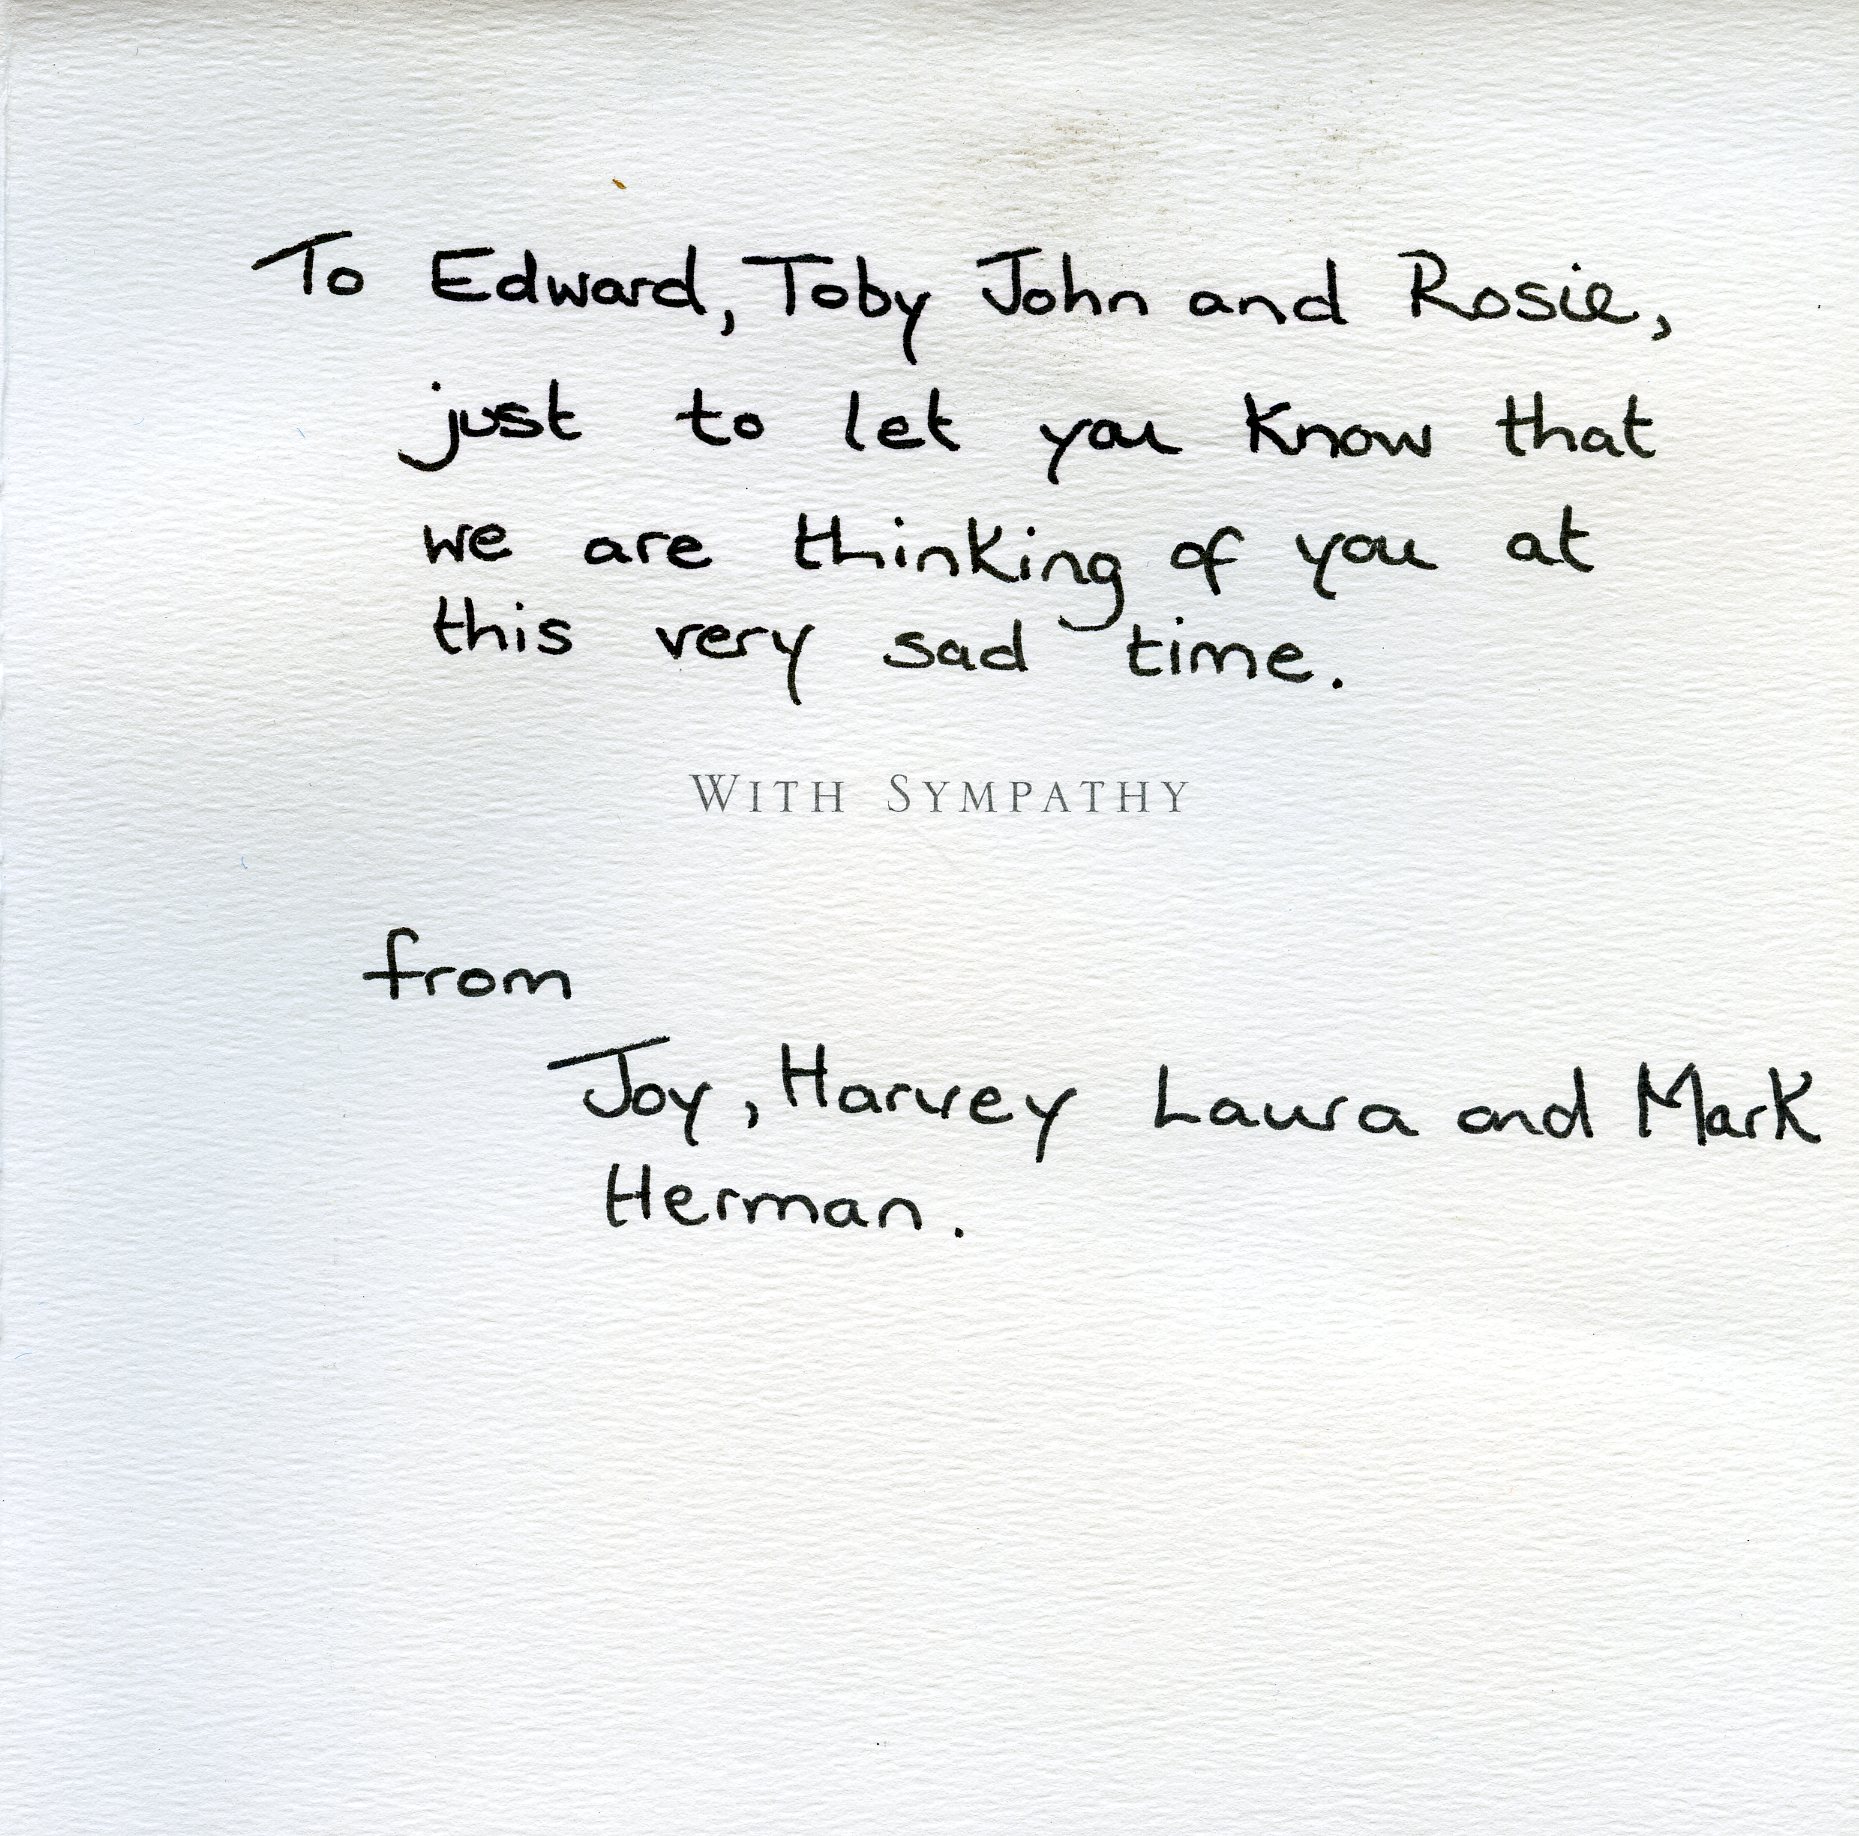 To Edward, Toby John and Rosie,
just to let you know that
we are thinking of you at
this very sad time.
WITH SYMPATHY
from
Joy, Harvey Laura and Mark
Herman.